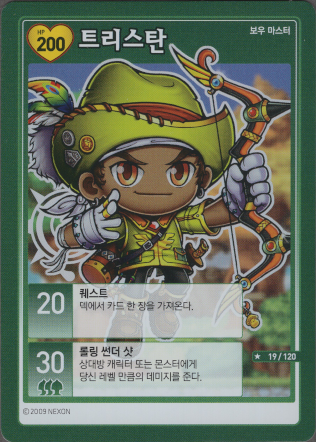 HP
200
트리스탄
보우 마스터
20
퀘스트
덱에서 카드 한 장을 가져온다.
30
롤링 썬더 샷
상대방 캐릭터 또는 몬스터에게
당신 레벨 만큼의 데미지를 준다.
★ 19 / 120
ⓒ 2009 NEXON